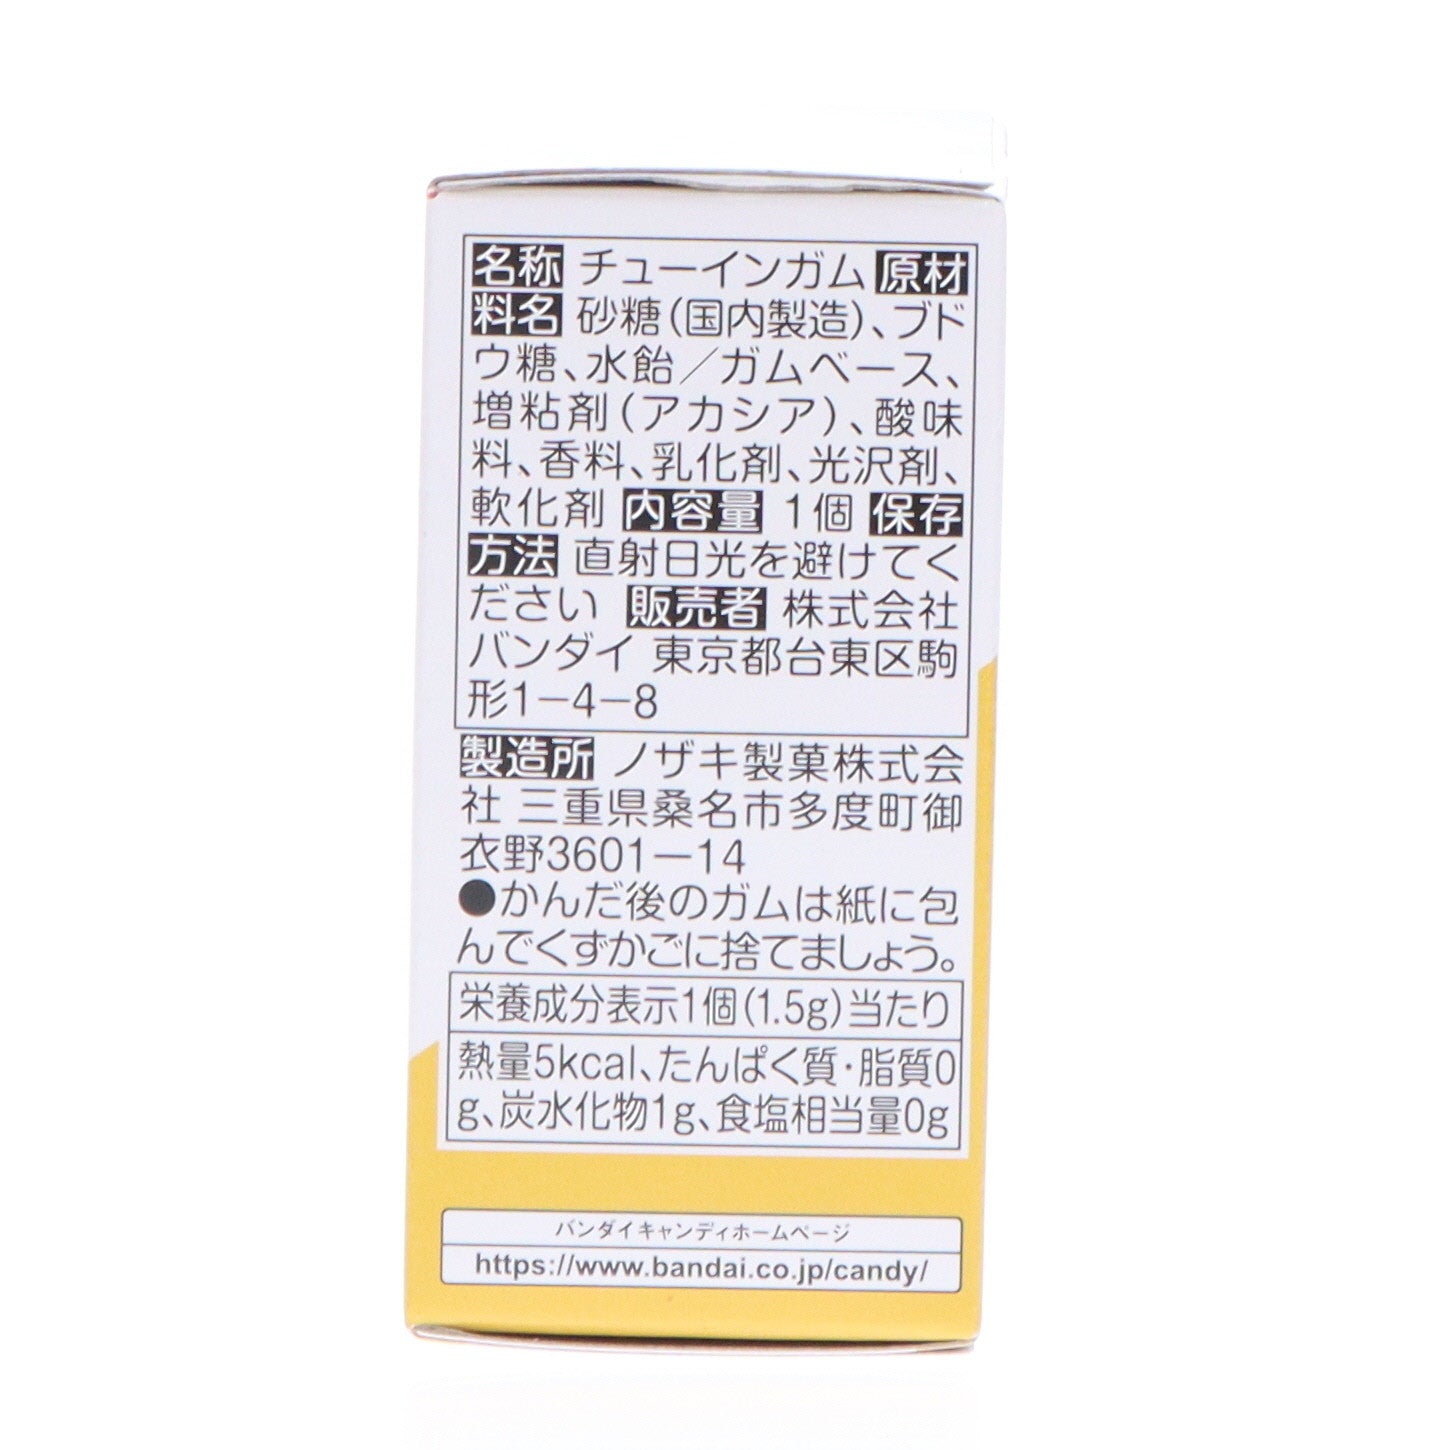 名称 チューインガム 原材
料名 砂糖(国内製造)、ブド
ウ糖、水飴／ガムベース、
増粘剤(アカシア)、酸味
料、香料、乳化剤、光沢剤、
軟化剤 内容量 1個 保存
方法 直射日光を避けてく
ださい 販売者 株式会社
バンダイ 東京都台東区駒
形1－4－8
製造所 ノザキ製菓株式会
社 三重県桑名市多度町御
衣野3601－14
●かんだ後のガムは紙に包
んでくずかごに捨てましょう。
栄養成分表示1個(1.5g)当たり
熱量5kcal、たんぱく質・脂質0
g、炭水化物1g、食塩相当量0g
バンダイキャンディホームページ
https://www.bandai.co.jp/candy/